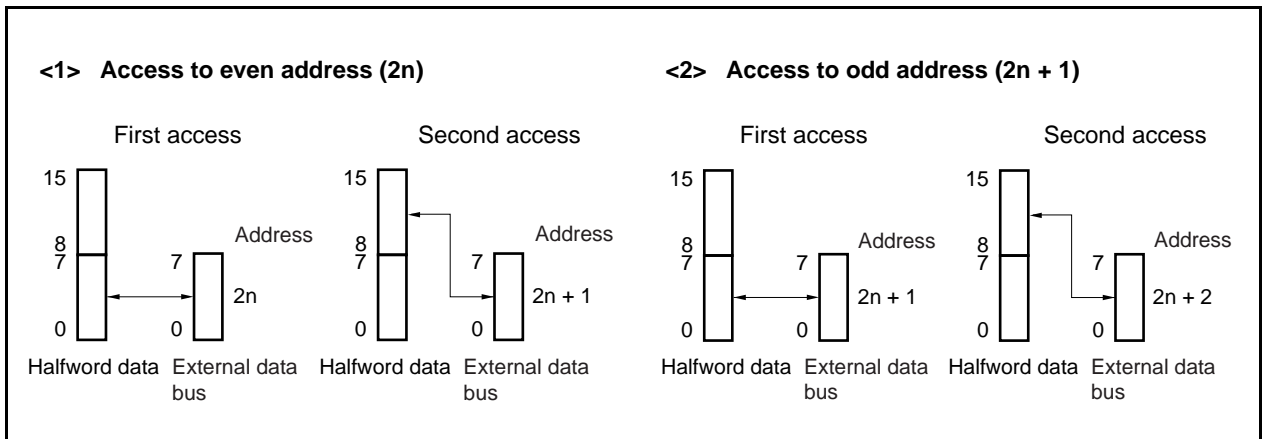 <1> Access to even address (2n)
First access
15
8
7
0
Address
7
2n
0
Halfword data
External data
bus
Second access
15
8
7
0
Address
7
2n + 1
0
Halfword data
External data
bus
<2> Access to odd address (2n + 1)
First access
15
8
7
0
Address
7
2n + 1
0
Halfword data
External data
bus
Second access
15
8
7
0
Address
7
2n + 2
0
Halfword data
External data
bus